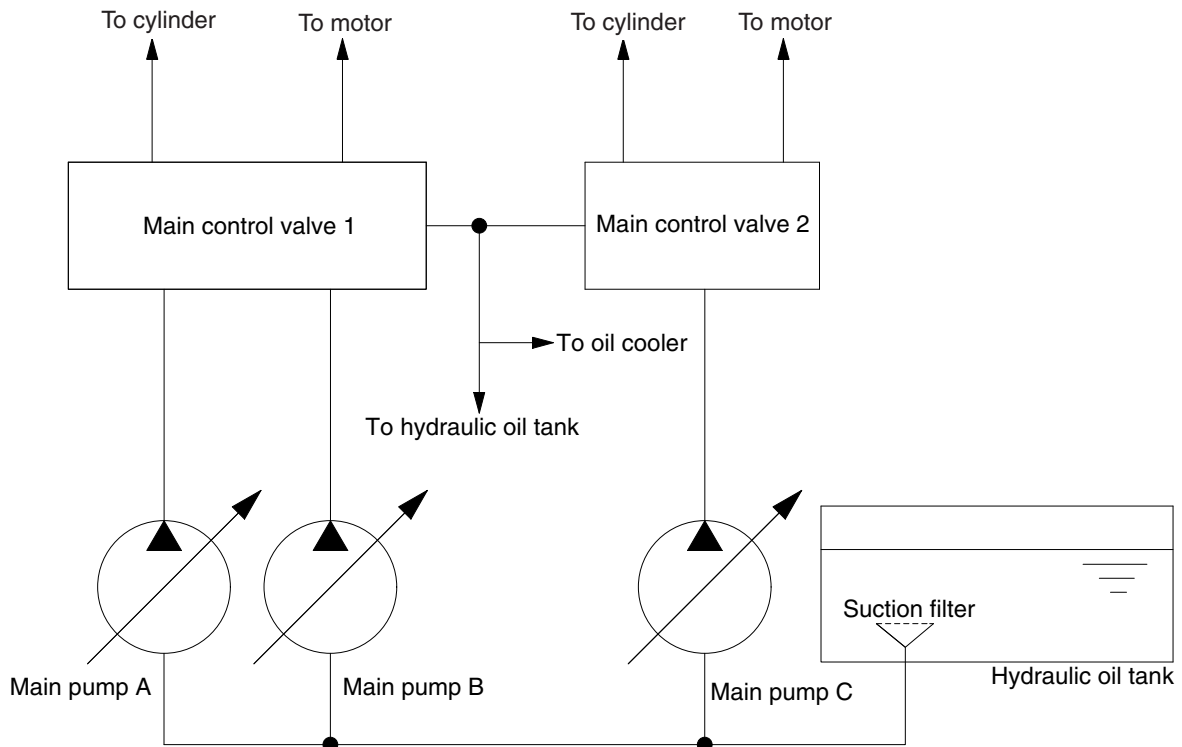 To cylinder
To motor
To cylinder
To motor
Main control valve 1
Main control valve 2
To oil cooler
To hydraulic oil tank
Suction filter
Hydraulic oil tank
Main pump A
Main pump B
Main pump C